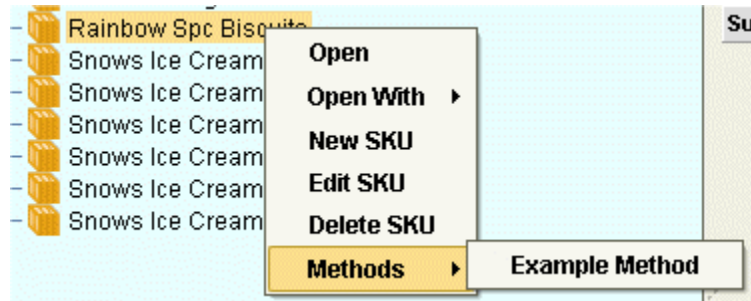 Rainbow Spc Biscuits
Snows Ice Cream
Snows Ice Cream
Snows Ice Cream
Snows Ice Cream
Snows Ice Cream
Snows Ice Cream
Open
Open With
New SKU
Edit SKU
Delete SKU
Methods
Example Method
Su